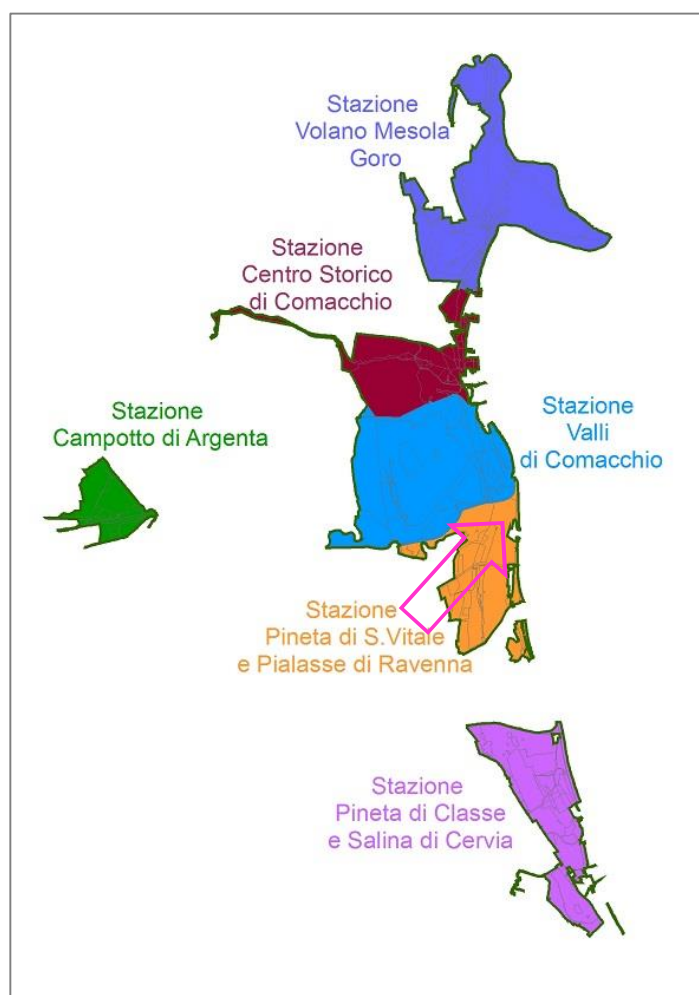 Stazione
Volano Mesola
Goro
Stazione
Centro Storico
di Comacchio
Stazione
Campotto di Argenta
Stazione
Valli
di Comacchio
Stazione
Pineta di S.Vitale
e Pialasse di Ravenna
Stazione
Pineta di Classe
e Salina di Cervia